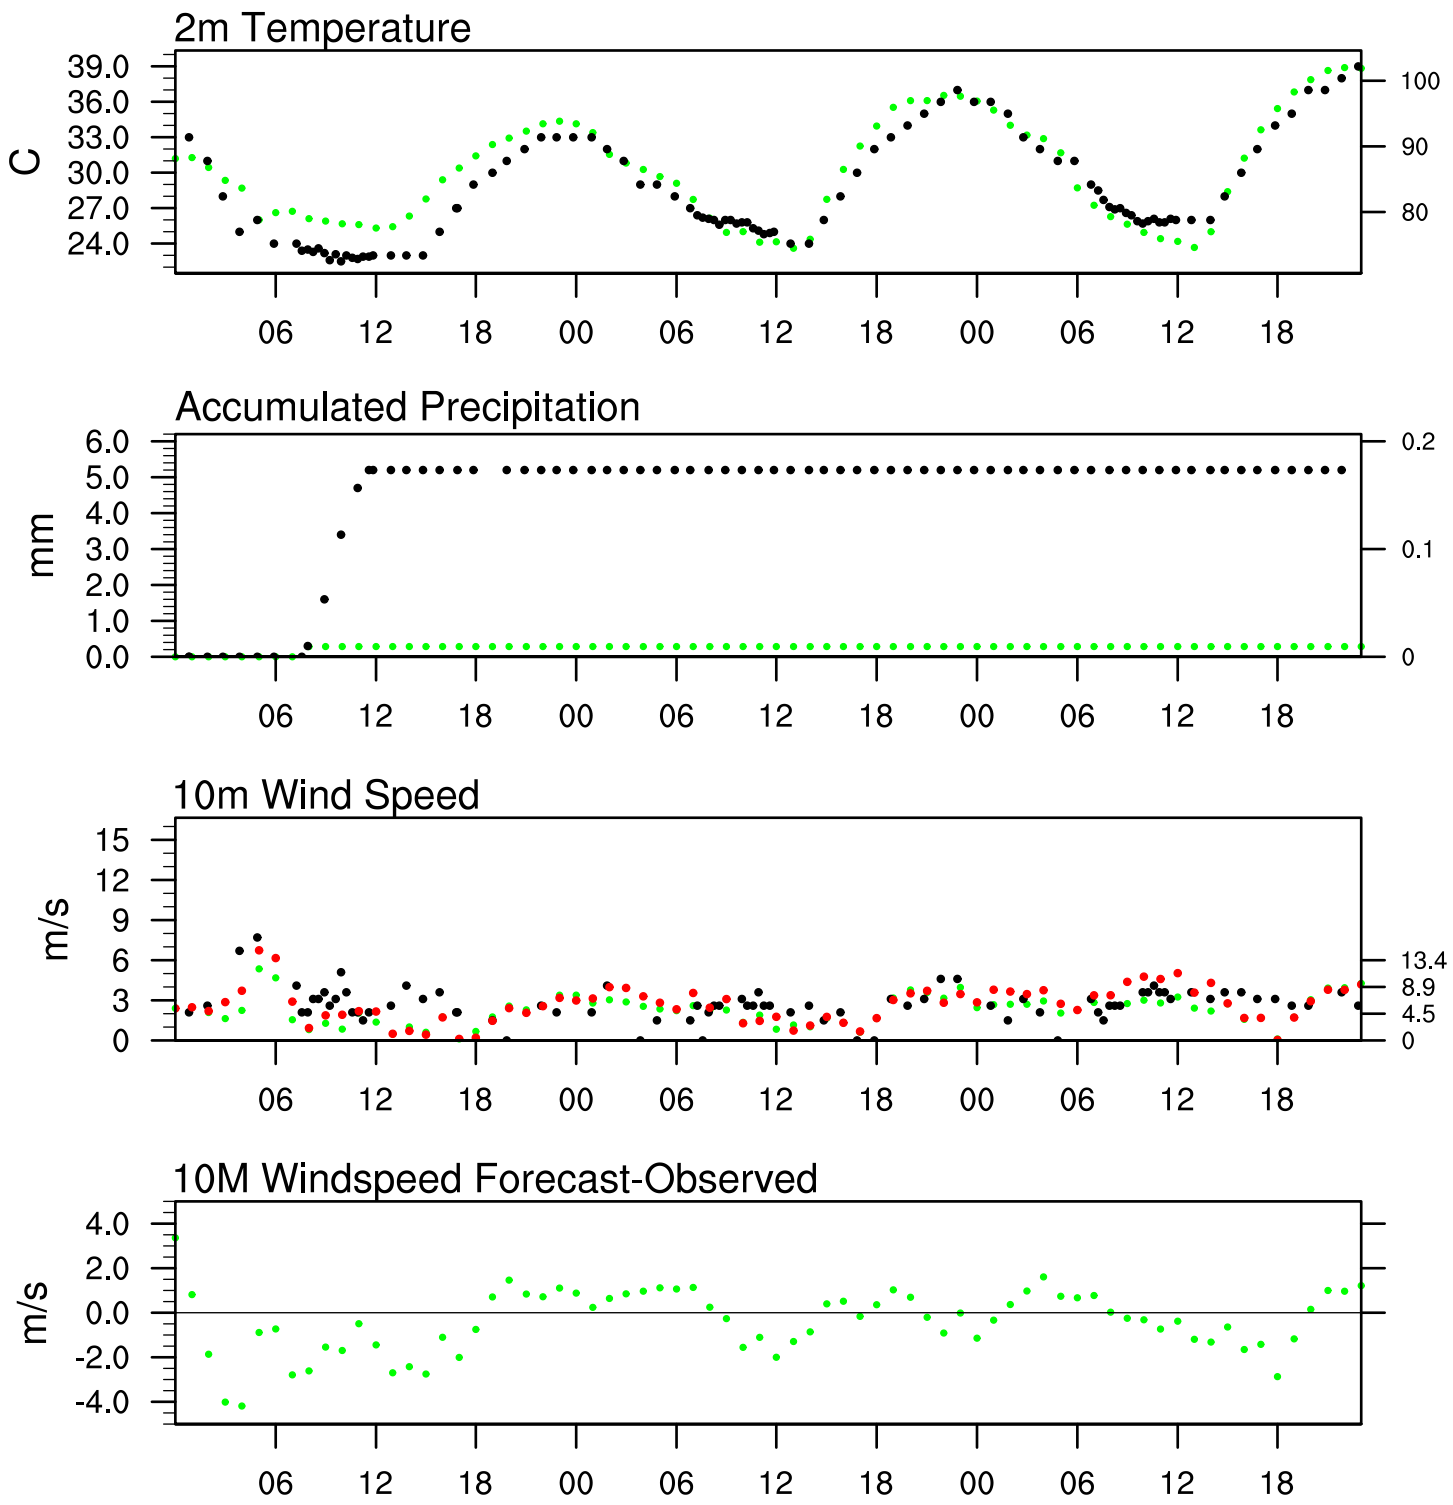 2m Temperature
39.0
36.0
33.0
30.0
27.0
24.0
C
100
90
80
06 12 18 00 06 12 18 00 06 12 18
Accumulated Precipitation
6.0
5.0
4.0
3.0
2.0
1.0
0.0
mm
0.2
0.1
0
06 12 18 00 06 12 18 00 06 12 18
10m Wind Speed
15
12
9
6
3
0
m/s
13.4
8.9
4.5
0
06 12 18 00 06 12 18 00 06 12 18
10M Windspeed Forecast-Observed
4.0
2.0
0.0
-2.0
-4.0
m/s
06 12 18 00 06 12 18 00 06 12 18